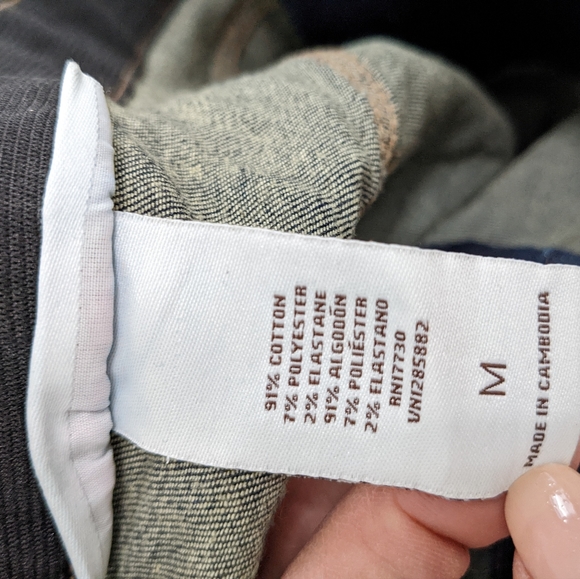 91% COTTON
7% POLYESTER
2% ELASTANE
91% ALGODÓN
7% POLIÉSTER
2% ELASTANO
RN17730
VN1285882
M
MADE IN CAMBODIA